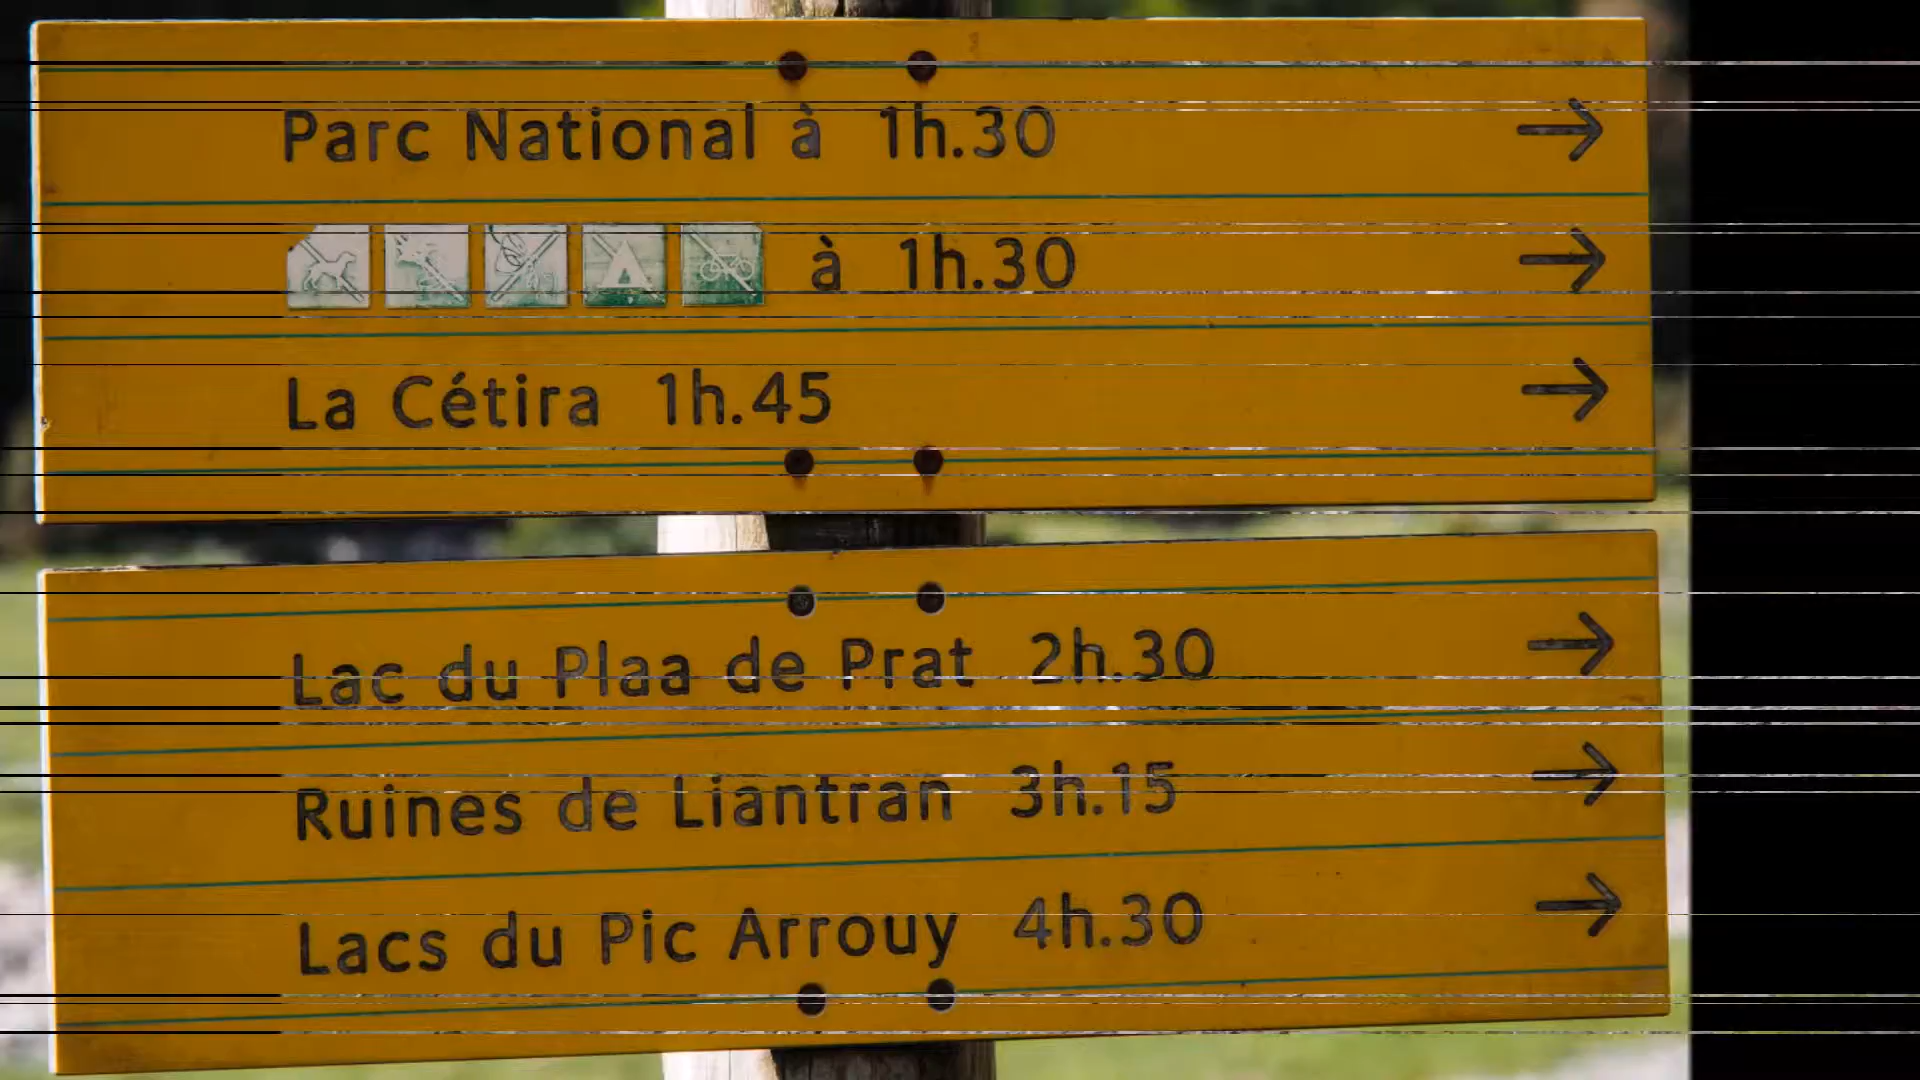 Parc National à 1h.30
à 1h.30
La Cétira 1h.45
Lac du Plaa de Prat 2h.30
Ruines de Liantran 3h.15
Lacs du Pic Arrouy 4h.30